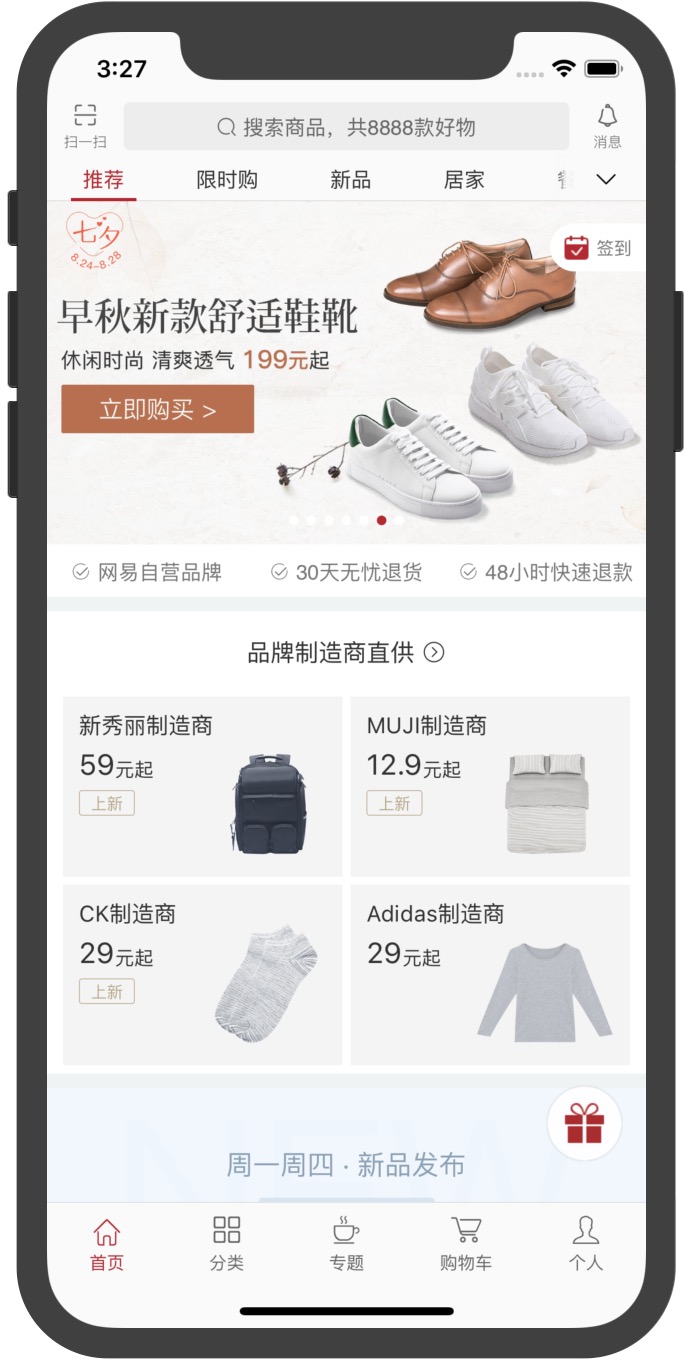 3:27
扫一扫
搜索商品，共8888款好物
消息
推荐 限时购 新品 居家
七夕
8.24-8.28
签到
早秋新款舒适鞋靴
休闲时尚 清爽透气 199元起
立即购买 >
网易自营品牌 30天无忧退货 48小时快速退款
品牌制造商直供
新秀丽制造商
59元起
上新
MUJI制造商
12.9元起
上新
CK制造商
29元起
上新
Adidas制造商
29元起
周一周四 · 新品发布
首页 分类 专题 购物车 个人